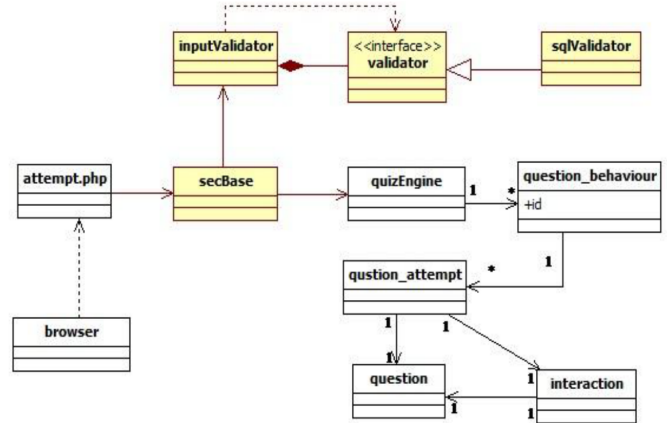 inputValidator
<<interface>>
validator
sqlValidator
attempt.php
secBase
quizEngine
1
*
question_behaviour
+id
1
*
qustion_attempt
1
1
browser
1
question
1
interaction
1
1